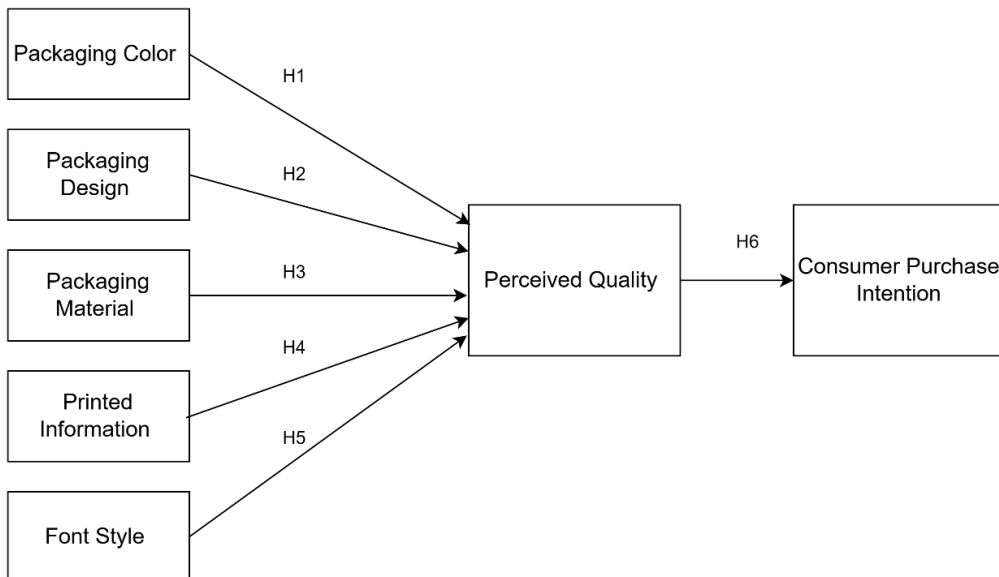 Packaging Color
H1
Packaging
Design
H2
Packaging
Material
H3
Printed
Information
H4
Font Style
H5
Perceived Quality
H6
Consumer Purchase
Intention